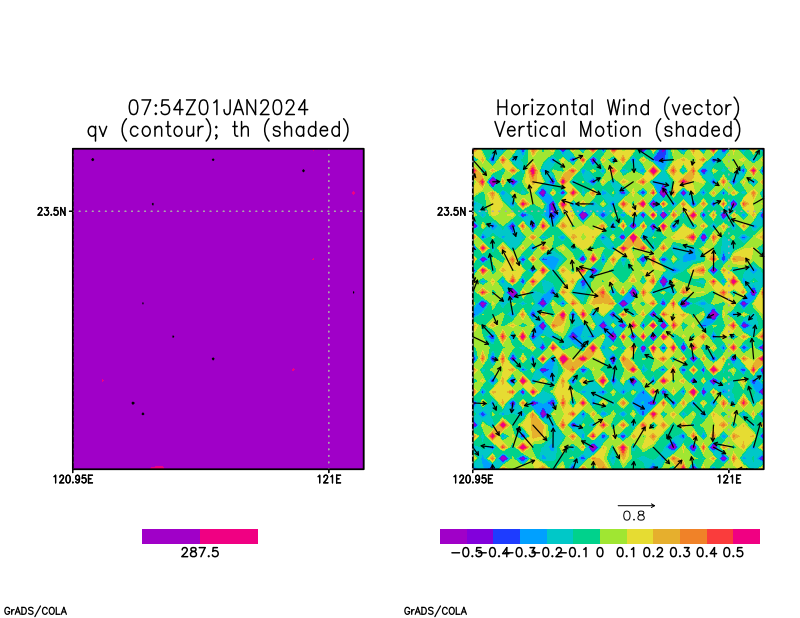 07:54Z01JAN2024
qv (contour); th (shaded)
23.5N
120.95E
121E
287.5
GrADS/COLA
Horizontal Wind (vector)
Vertical Motion (shaded)
23.5N
120.95E
121E
0.8
-0.5 -0.4 -0.3 -0.2 -0.1 0 0.1 0.2 0.3 0.4 0.5
GrADS/COLA